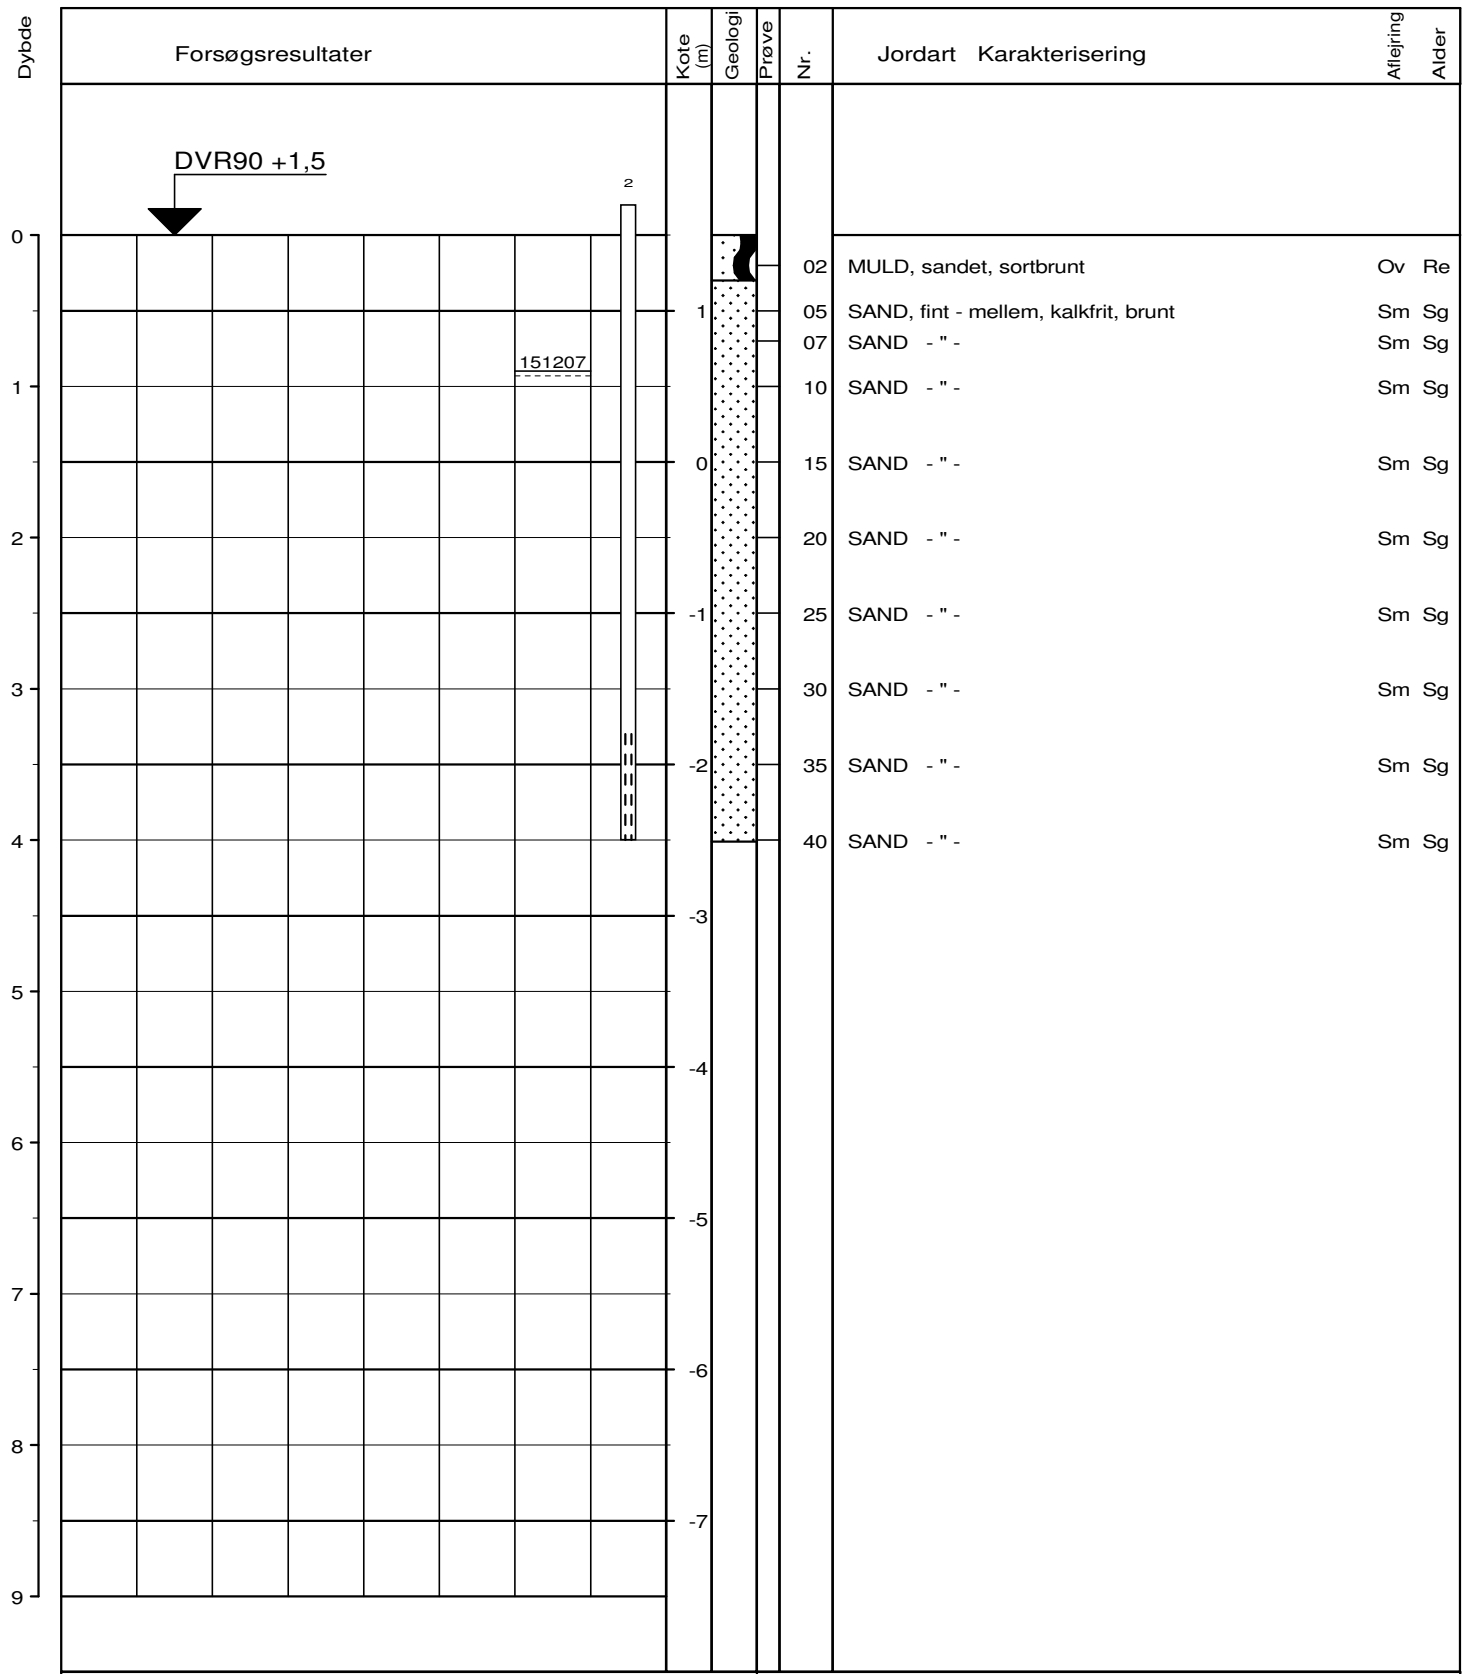 Dybde
Forsøgsresultater
Kote (m)
Geologi
Prøve
Nr.
Jordart Karakterisering
Aflejring
Alder
DVR90 +1,5
2
0
02 MULD, sandet, sortbrunt Ov Re
1 05 SAND, fint - mellem, kalkfrit, brunt Sm Sg
07 SAND - " - Sm Sg
151207
1 10 SAND - " - Sm Sg
0 15 SAND - " - Sm Sg
2 20 SAND - " - Sm Sg
-1 25 SAND - " - Sm Sg
3 30 SAND - " - Sm Sg
-2 35 SAND - " - Sm Sg
4 40 SAND - " - Sm Sg
-3
5
-4
6
-5
7
-6
8
-7
9